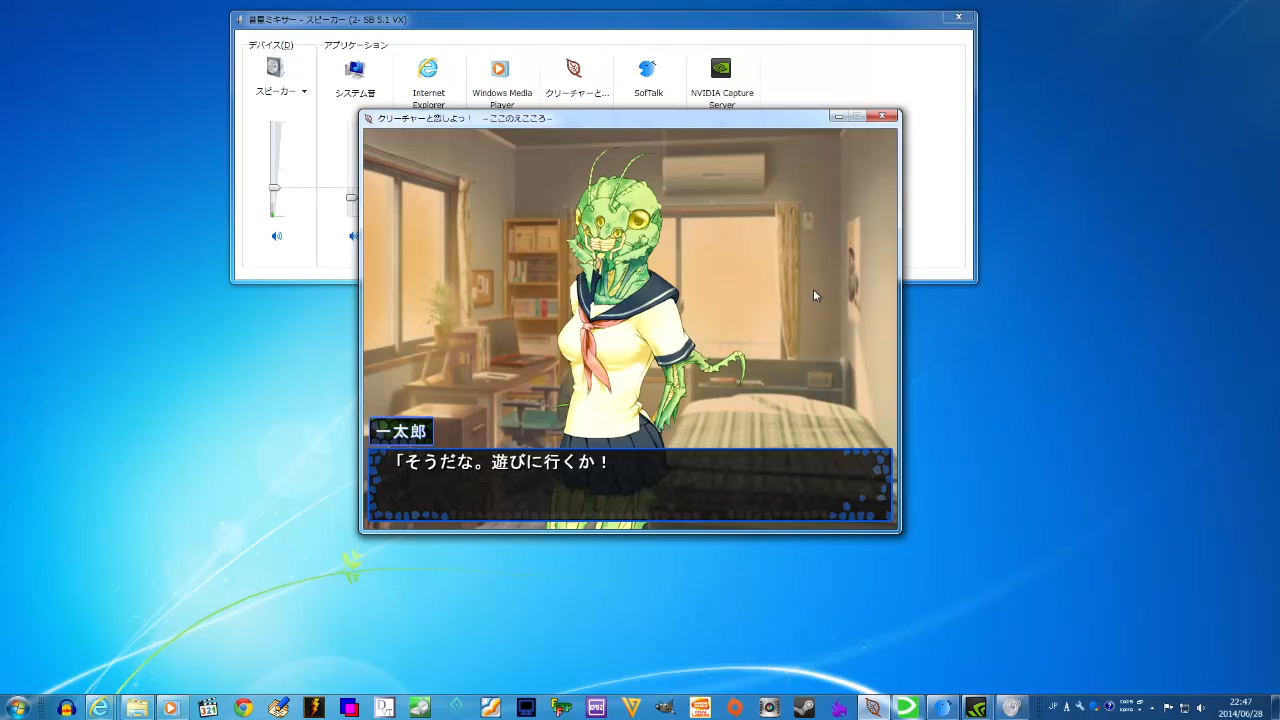 音量ミキサー - スピーカー (2- SB 5.1 VX)
デバイス(D)
アプリケーション
スピーカー
システム音
Internet Explorer
Windows Media Player
クリーチャーと...
SofTalk
NVIDIA Capture Server
クリーチャーと恋しよっ！ －ここのえこころ－
一太郎
「そうだな。遊びに行くか！
321
JP
22:47
2014/06/28